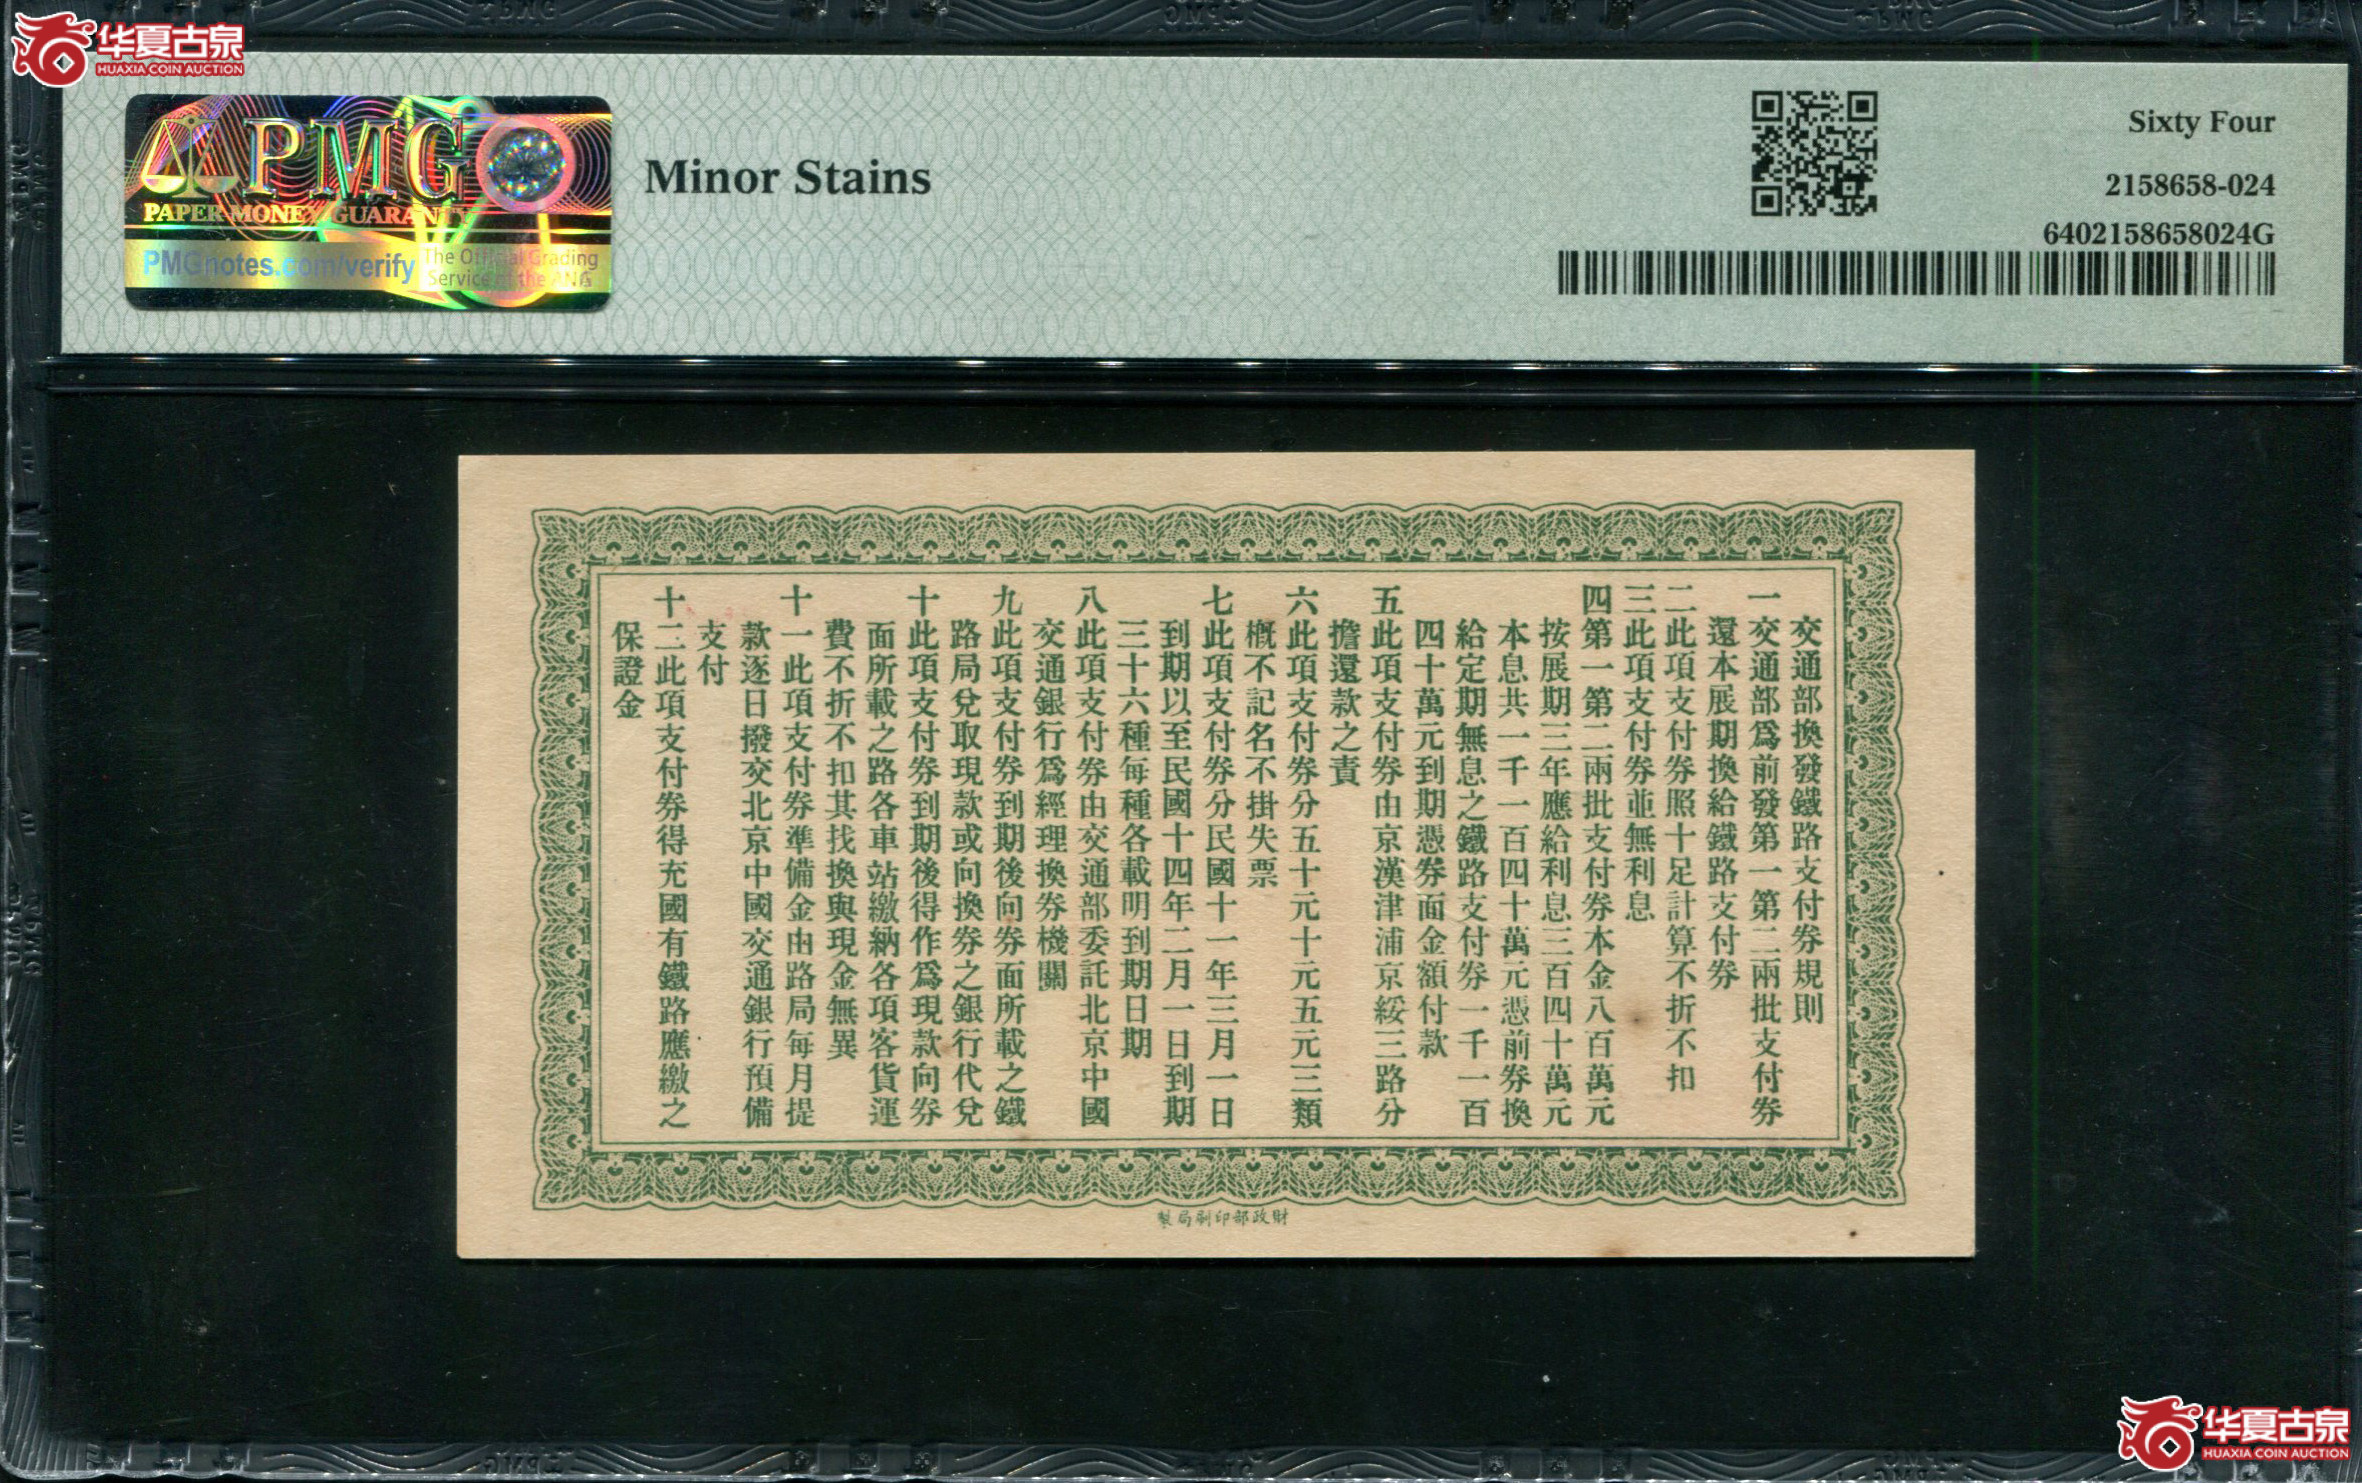 华夏古泉
HUAXIA COIN AUCTION
PMG
PAPER MONEY GUARANTY
PMGnotes.com/verify
The Official Grading
Service of the ANA
Minor Stains
Sixty Four
2158658-024
6402158658024G
交通部換發鐵路支付券規則
一交通部爲前發第一第二兩批支付券
還本展期換給鐵路支付券
二此項支付券照十足計算不折不扣
三此項支付券並無利息
四第一第二兩批支付券本金八百萬元
按展期三年應給利息三百四十萬元
本息共一千一百四十萬元憑前券換
給定期無息之鐵路支付券一千一百
四十萬元到期憑券面金額付款
五此項支付券由京漢津浦京綏三路分
擔還款之責
六此項支付券分五十元十元五元三類
概不記名不掛失票
七此項支付券分民國十一年三月一日
到期以至民國十四年二月一日到期
三十六種每種各載明到期日期
八此項支付券由交通部委託北京中國
交通銀行爲經理換券機關
九此項支付券到期後向券面所載之鐵
路局兌取現款或向換券之銀行代兌
十此項支付券到期後得作爲現款向券
面所載之路各車站繳納各項客貨運
費不折不扣其找換與現金無異
十一此項支付券準備金由路局每月提
款逐日撥交北京中國交通銀行預備
支付
十二此項支付券得充國有鐵路應繳之
保證金
財政部印刷局製
华夏古泉
HUAXIA COIN AUCTION